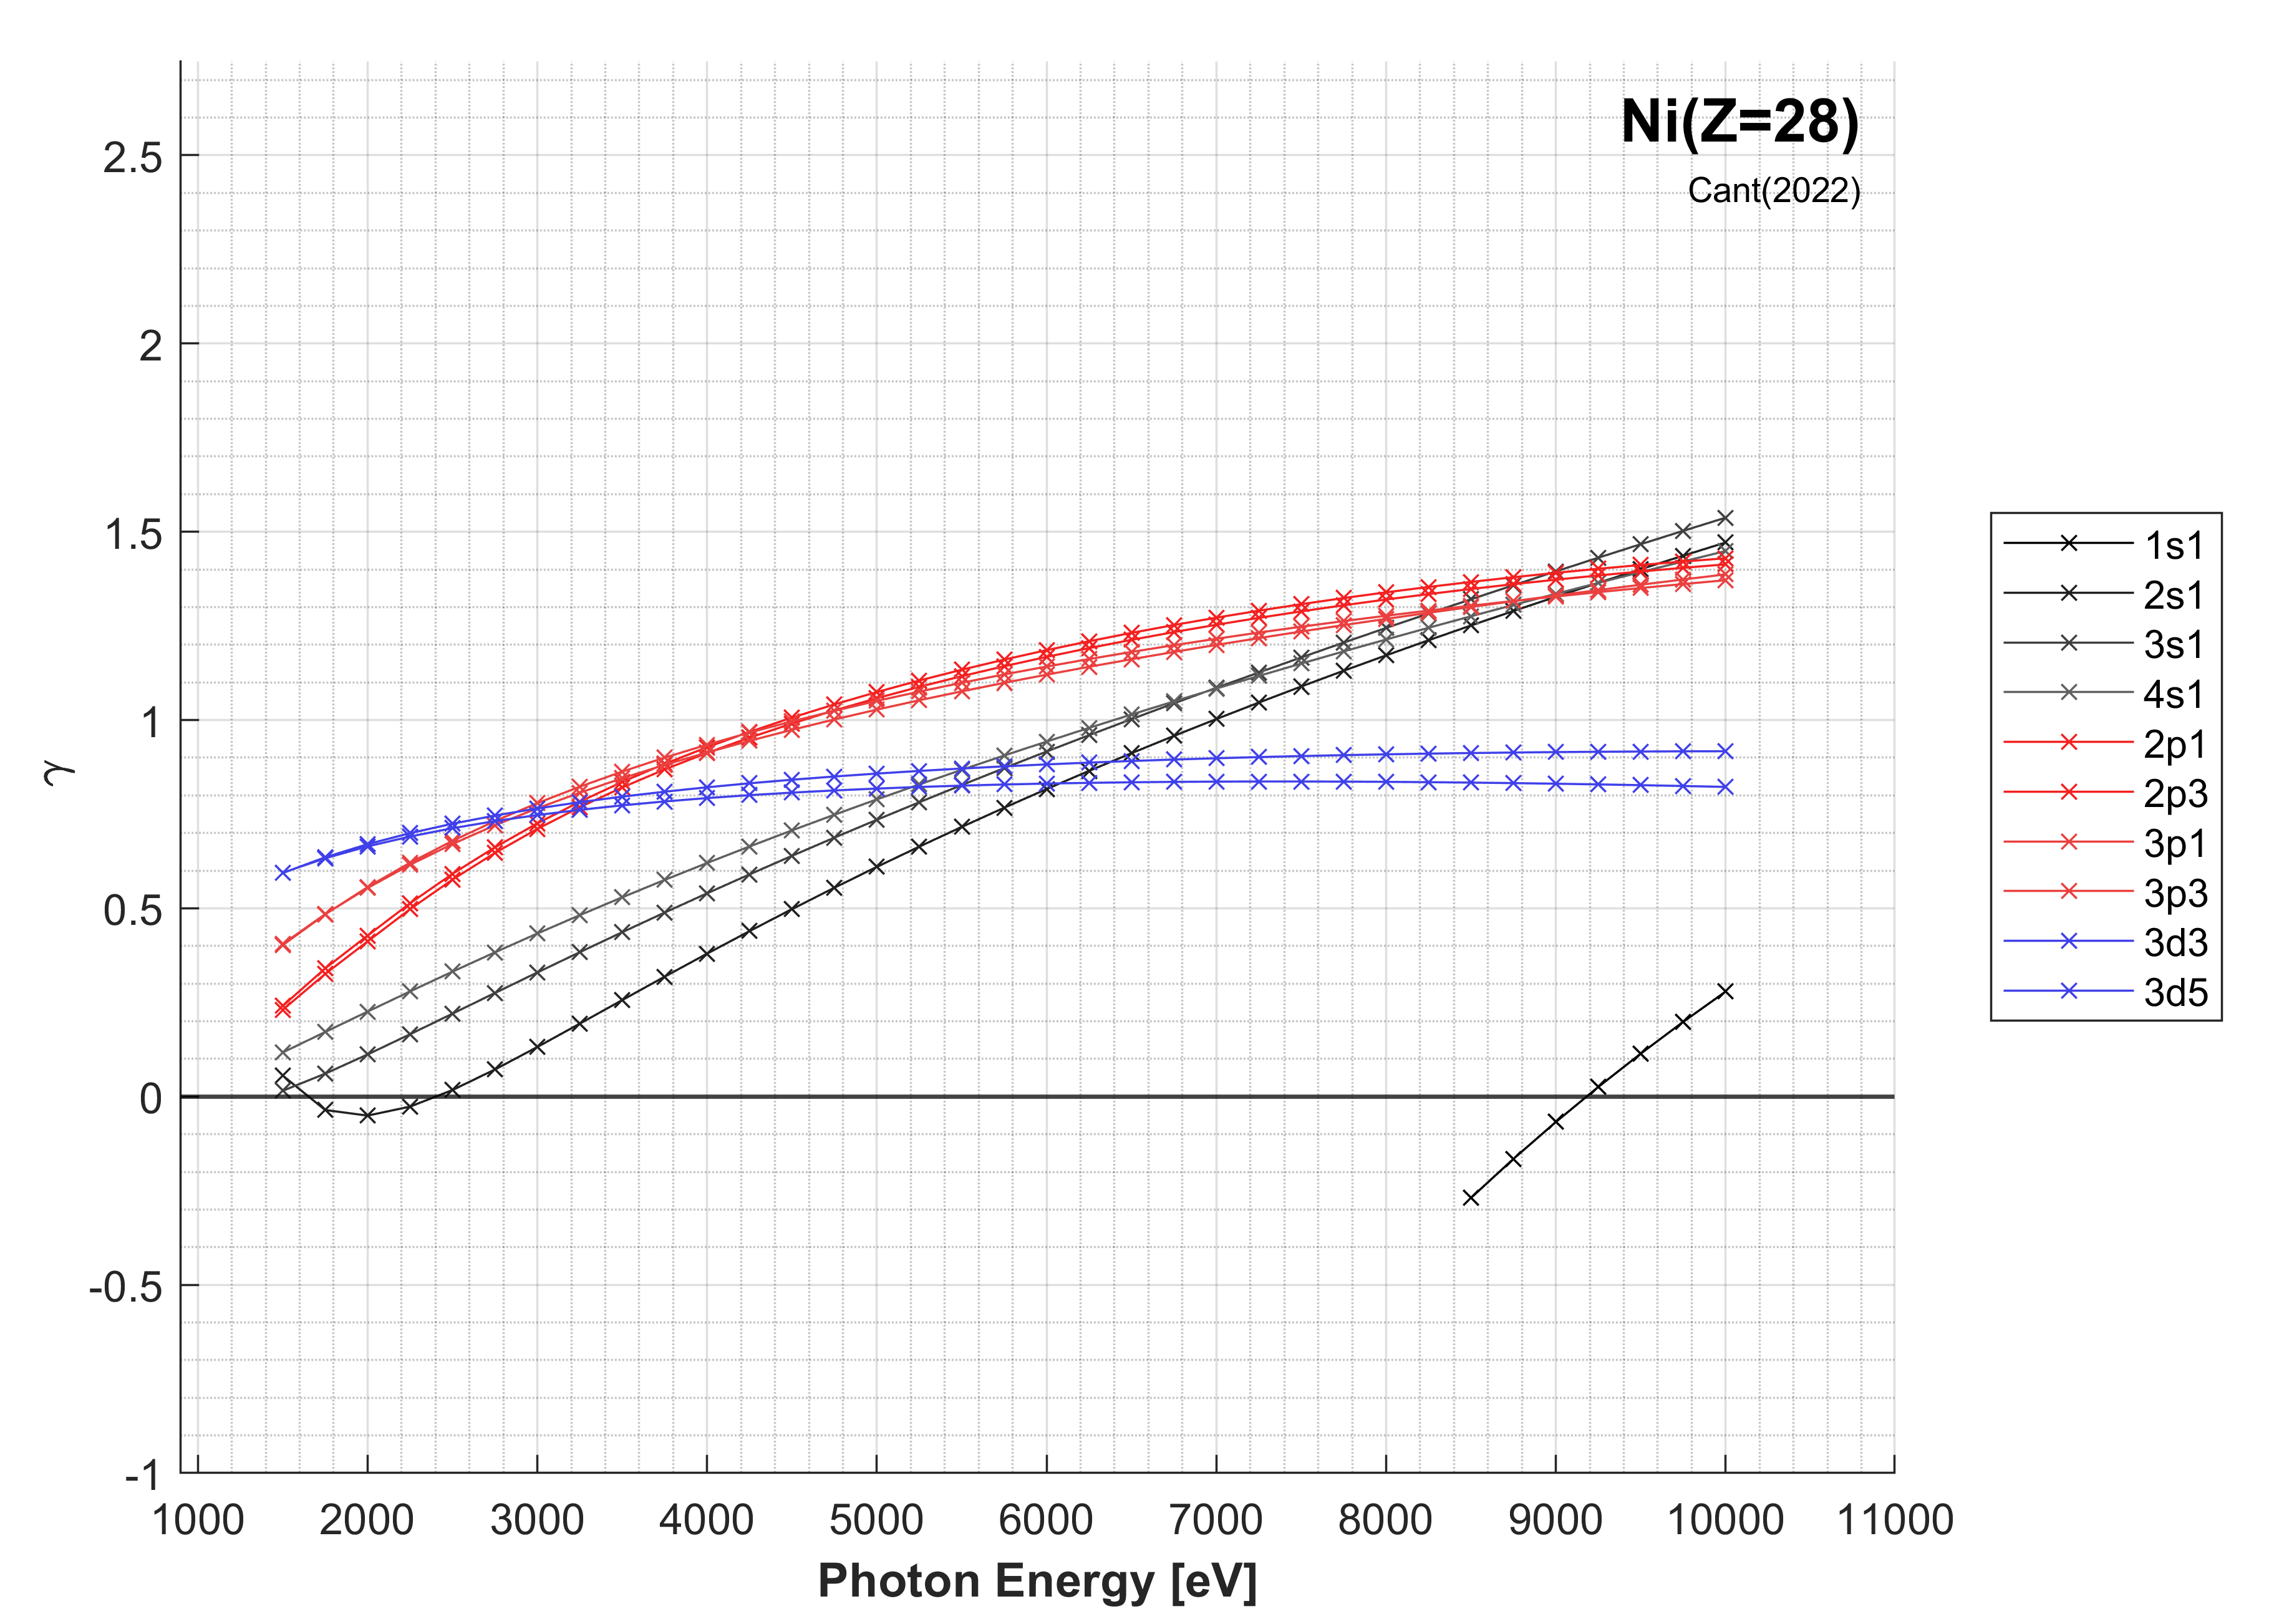 Ni(Z=28)
Cant(2022)
2.5
2
1.5
1
0.5
0
-0.5
-1
γ
1000 2000 3000 4000 5000 6000 7000 8000 9000 10000 11000
Photon Energy [eV]
1s1
2s1
3s1
4s1
2p1
2p3
3p1
3p3
3d3
3d5